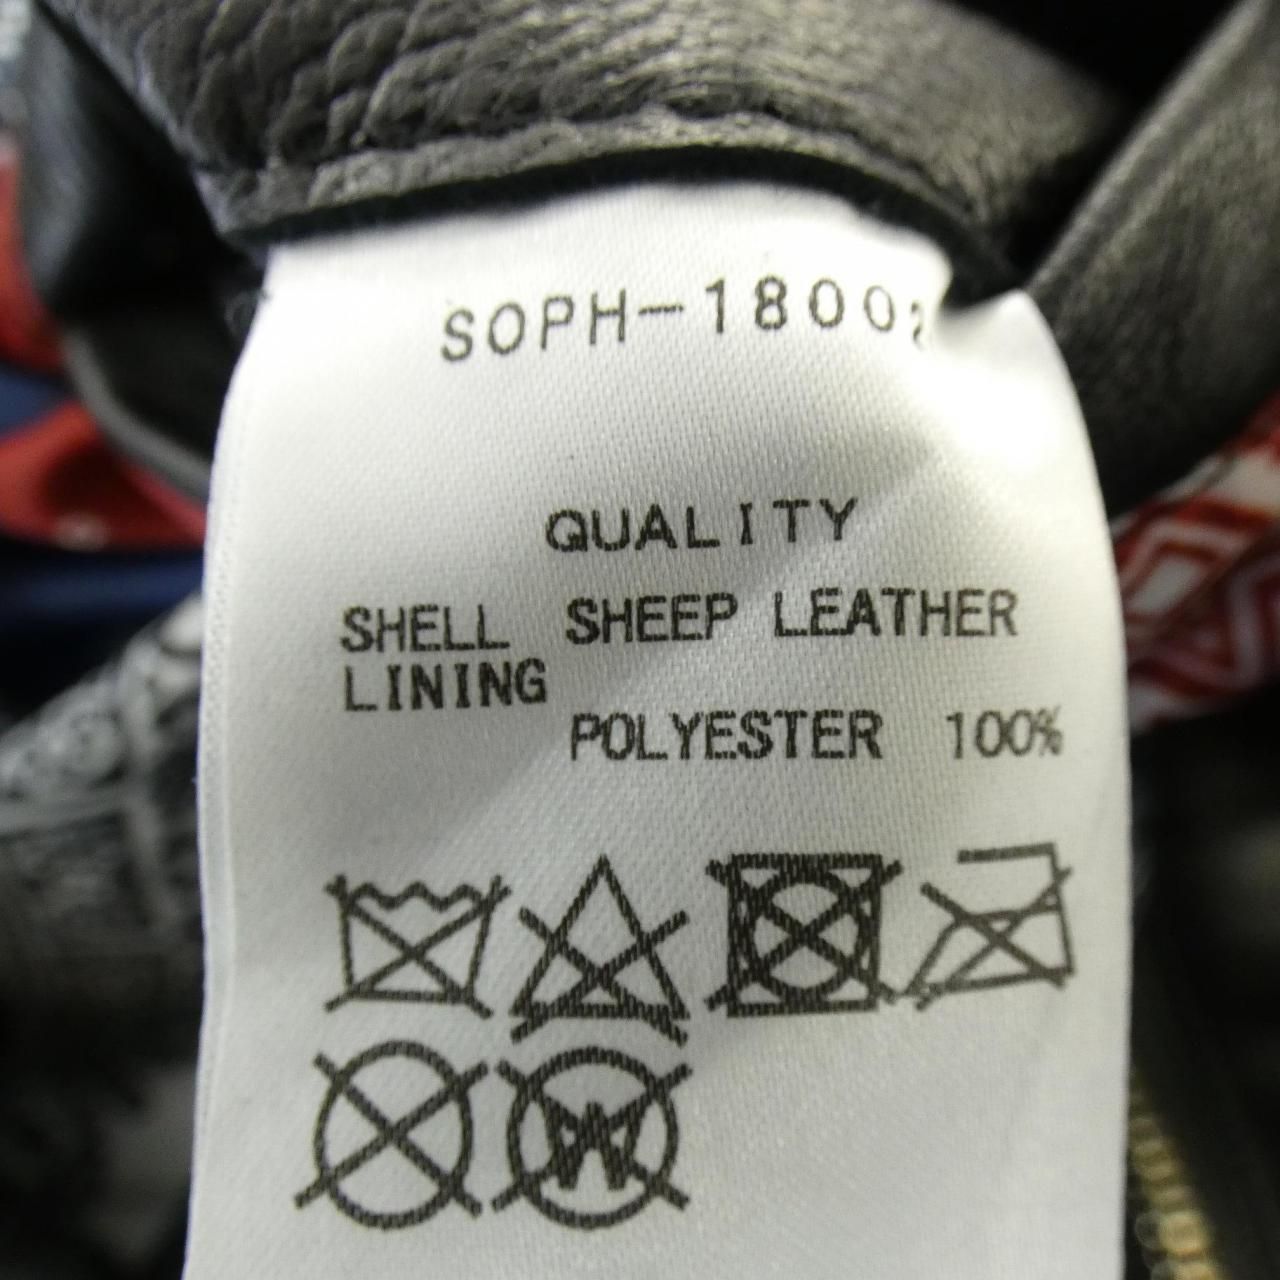 SOPH-1800
QUALITY
SHELL SHEEP LEATHER
LINING
POLYESTER 100%
W